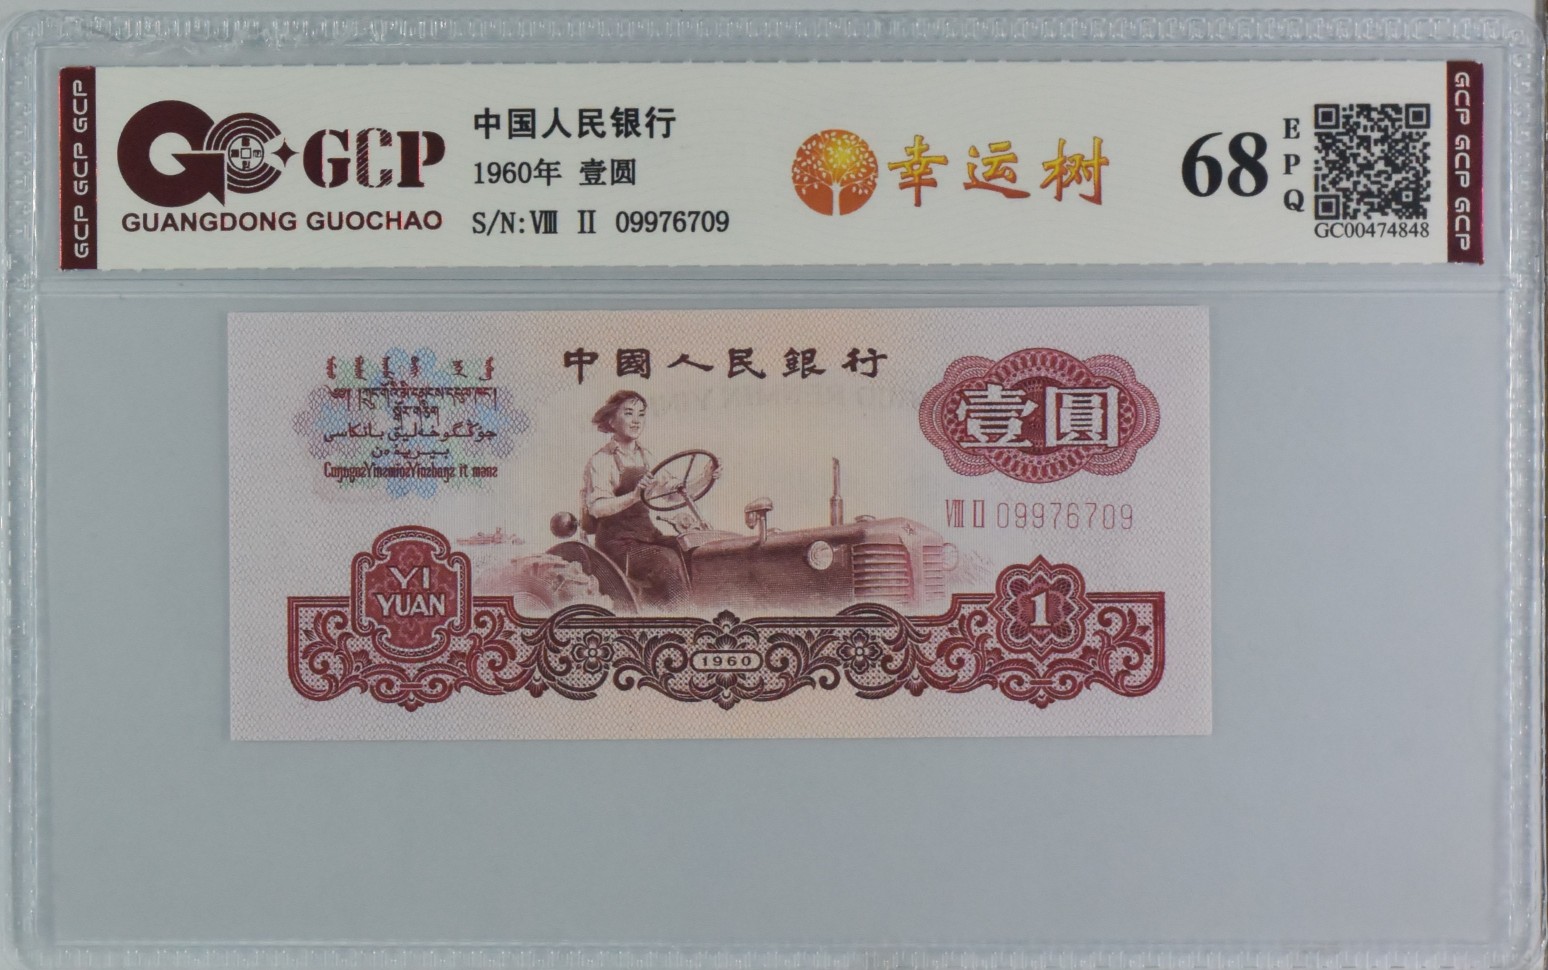 GCP GCP GCP
GCP
GUANGDONG GUOCHAO
中国人民银行
1960年 壹圆
S/N:Ⅷ Ⅱ 09976709
幸运树
68
EPQ
GC00474848
GCP GCP GCP
中國人民銀行
壹圓
Ⅷ Ⅱ 09976709
YI
YUAN
1960
1